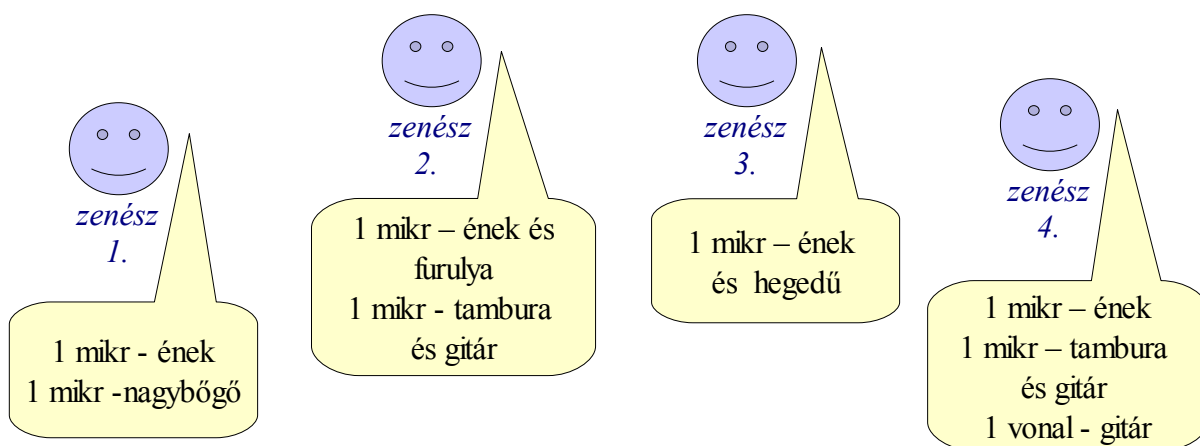 zenész
1.
1 mikr - ének
1 mikr -nagybőgő
zenész
2.
1 mikr – ének és
furulya
1 mikr - tambura
és gitár
zenész
3.
1 mikr – ének
és hegedű
zenész
4.
1 mikr – ének
1 mikr – tambura
és gitár
1 vonal - gitár